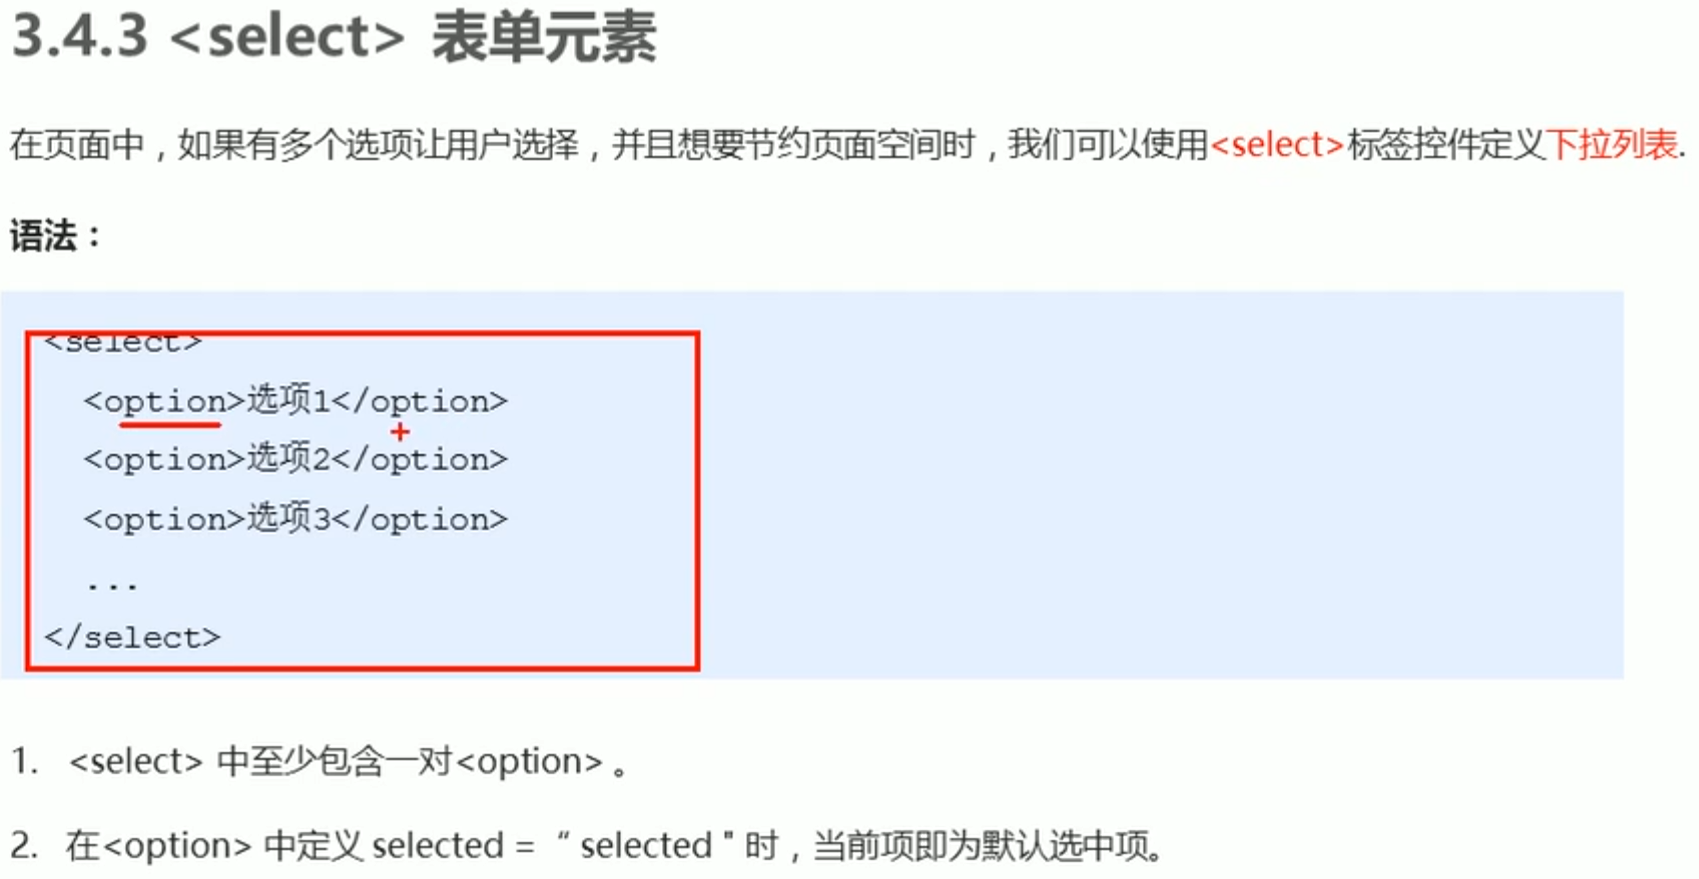 3.4.3 <select> 表单元素
在页面中，如果有多个选项让用户选择，并且想要节约页面空间时，我们可以使用<select>标签控件定义下拉列表.
语法：
<select>
<option>选项1</option>
<option>选项2</option>
<option>选项3</option>
...
</select>
1. <select> 中至少包含一对<option> 。
2. 在<option> 中定义 selected = “ selected " 时，当前项即为默认选中项。